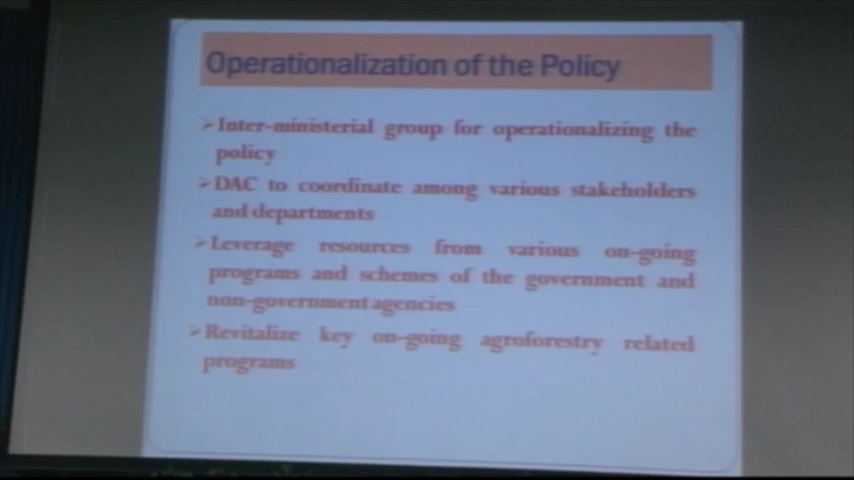 Operationalization of the Policy
➢Inter-ministerial group for operationalizing the
policy
➢DAC to coordinate among various stakeholders
and departments
➢Leverage resources from various on-going
programs and schemes of the government and
non-government agencies
➢Revitalize key on-going agroforestry related
programs